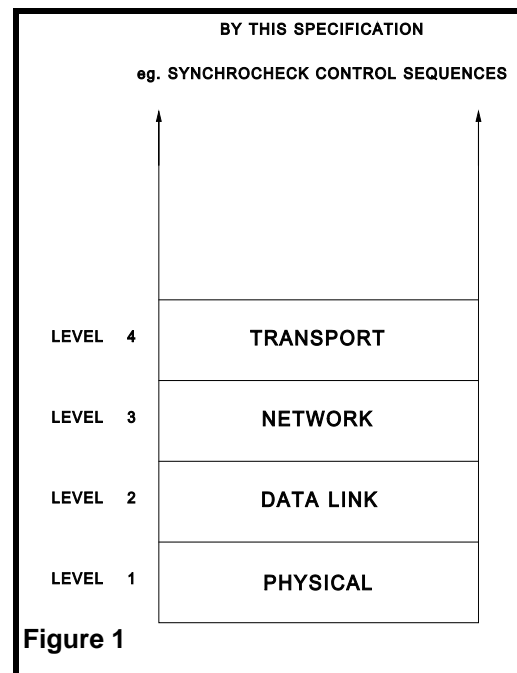 BY THIS SPECIFICATION
eg. SYNCHROCHECK CONTROL SEQUENCES
LEVEL 4 TRANSPORT
LEVEL 3 NETWORK
LEVEL 2 DATA LINK
LEVEL 1 PHYSICAL
Figure 1